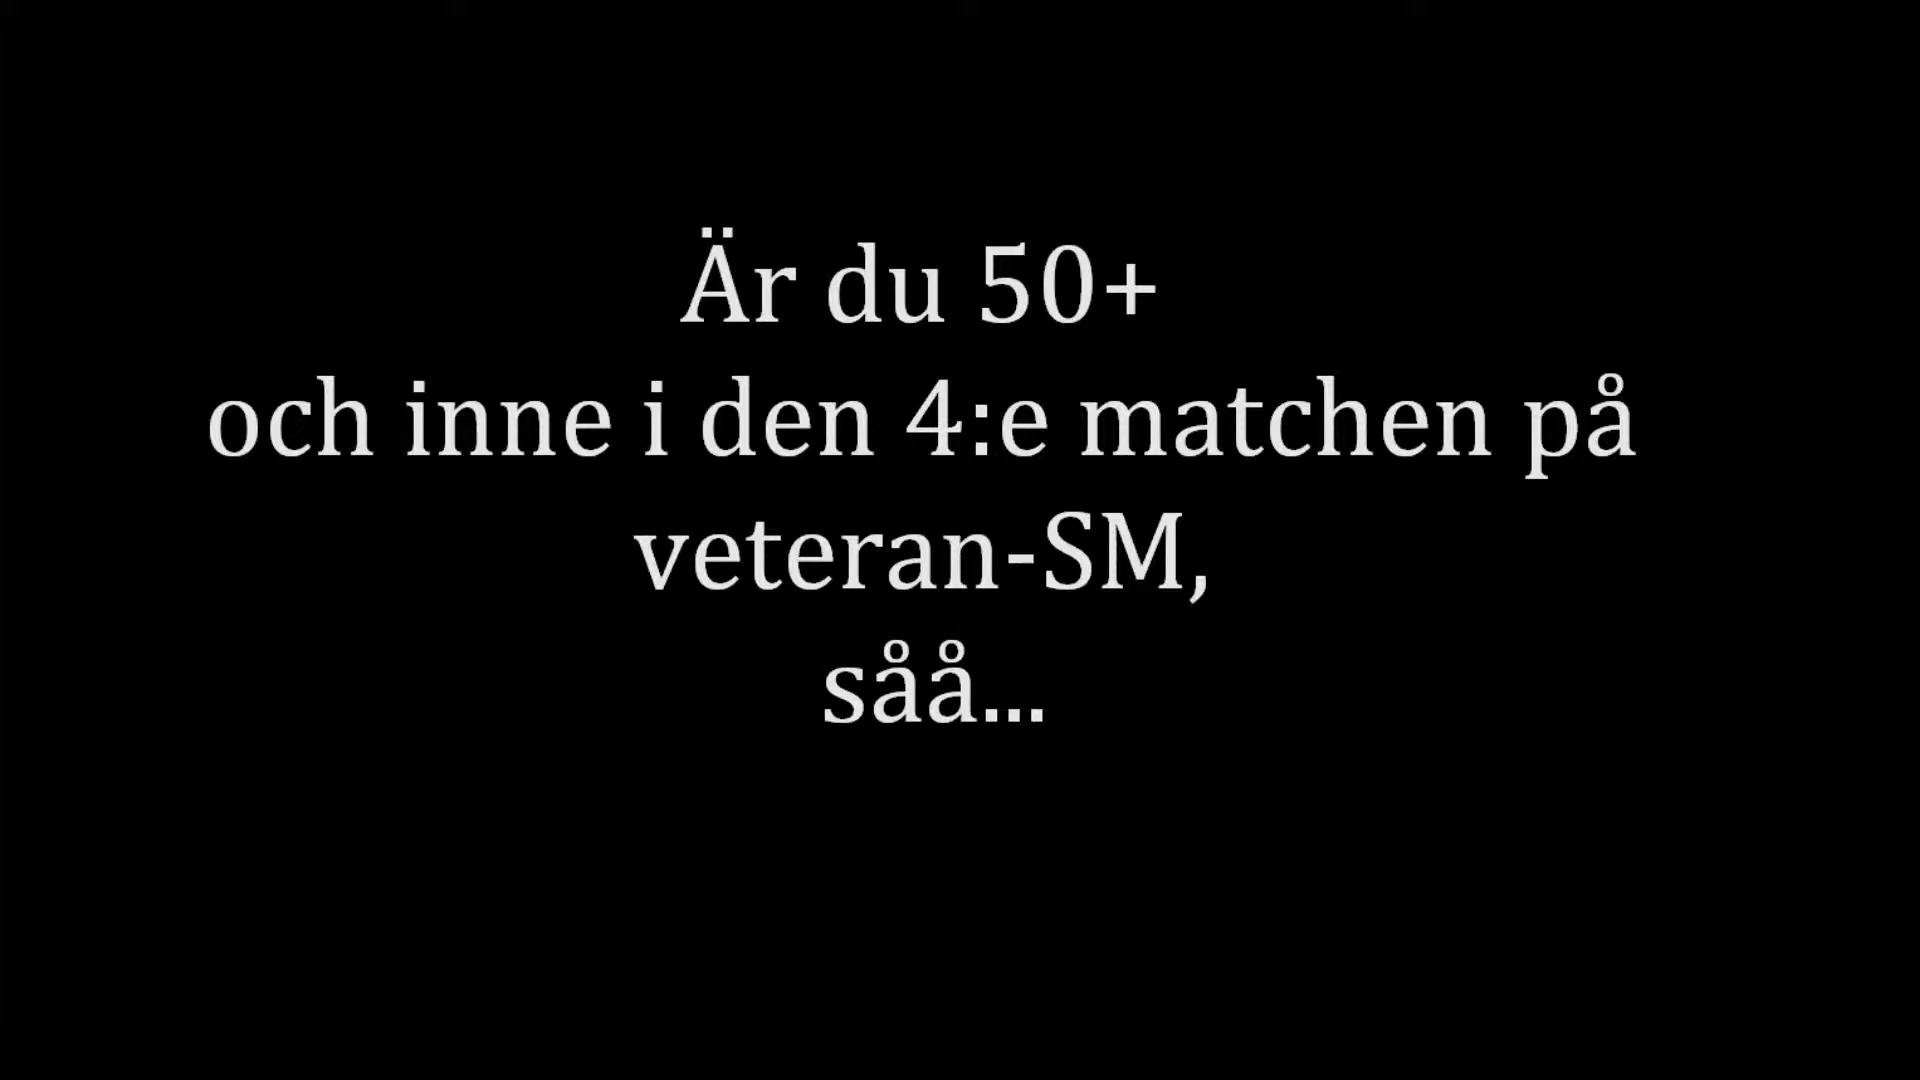 Är du 50+
och inne i den 4:e matchen på
veteran-SM,
såå...